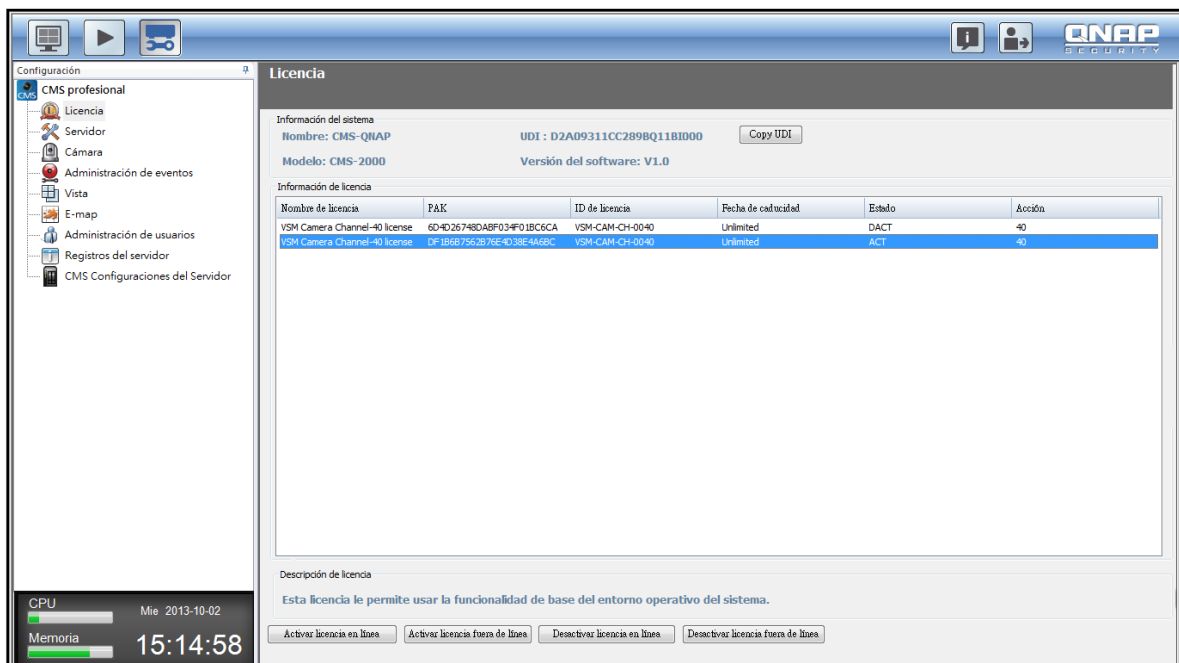 QNAP
SECURITY
Configuración
CMS profesional
Licencia
Servidor
Cámara
Administración de eventos
Vista
E-map
Administración de usuarios
Registros del servidor
CMS Configuraciones del Servidor
CPU
Mie 2013-10-02
Memoria
15:14:58
Licencia
Información del sistema
Nombre: CMS-QNAP UDI : D2A09311CC289BQ11BI000 Copy UDI
Modelo: CMS-2000 Versión del software: V1.0
Información de licencia
Nombre de licencia PAK ID de licencia Fecha de caducidad Estado Acción
VSM Camera Channel-40 license 6D4D26748DABF034F01BC6CA VSM-CAM-CH-0040 Unlimited DACT 40
VSM Camera Channel-40 license DF1B6B7562B76E4D38E4A6BC VSM-CAM-CH-0040 Unlimited ACT 40
Descripción de licencia
Esta licencia le permite usar la funcionalidad de base del entorno operativo del sistema.
Activar licencia en línea Activar licencia fuera de línea Desactivar licencia en línea Desactivar licencia fuera de línea